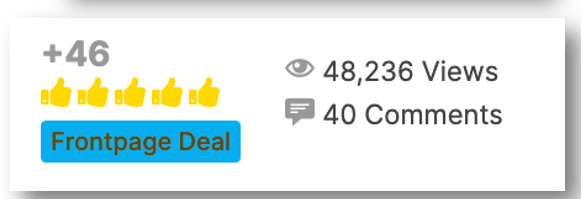 +46
Frontpage Deal
48,236 Views
40 Comments